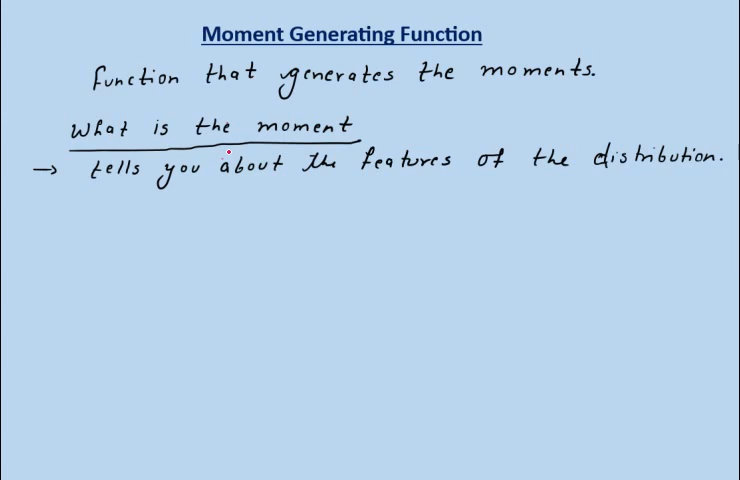 Moment Generating Function
function that generates the moments.
what is the moment
→ tells you about the features of the distribution.